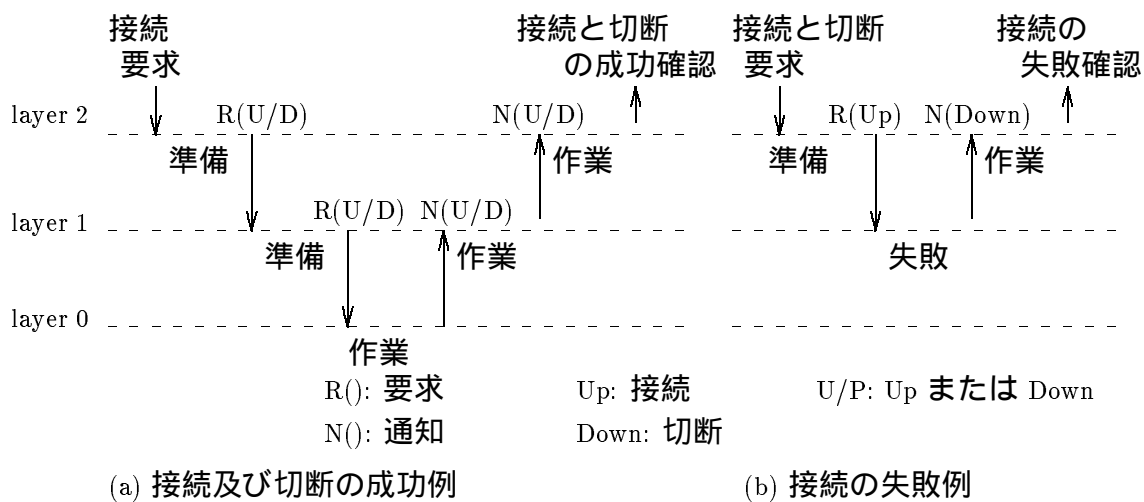 接続
要求
接続と切断
の成功確認
接続と切断
要求
接続の
失敗確認
layer 2
R(U/D)
N(U/D)
R(Up)
N(Down)
準備
作業
準備
作業
layer 1
R(U/D)
N(U/D)
準備
作業
失敗
layer 0
作業
R(): 要求
Up: 接続
U/P: Up または Down
N(): 通知
Down: 切断
(a) 接続及び切断の成功例
(b) 接続の失敗例